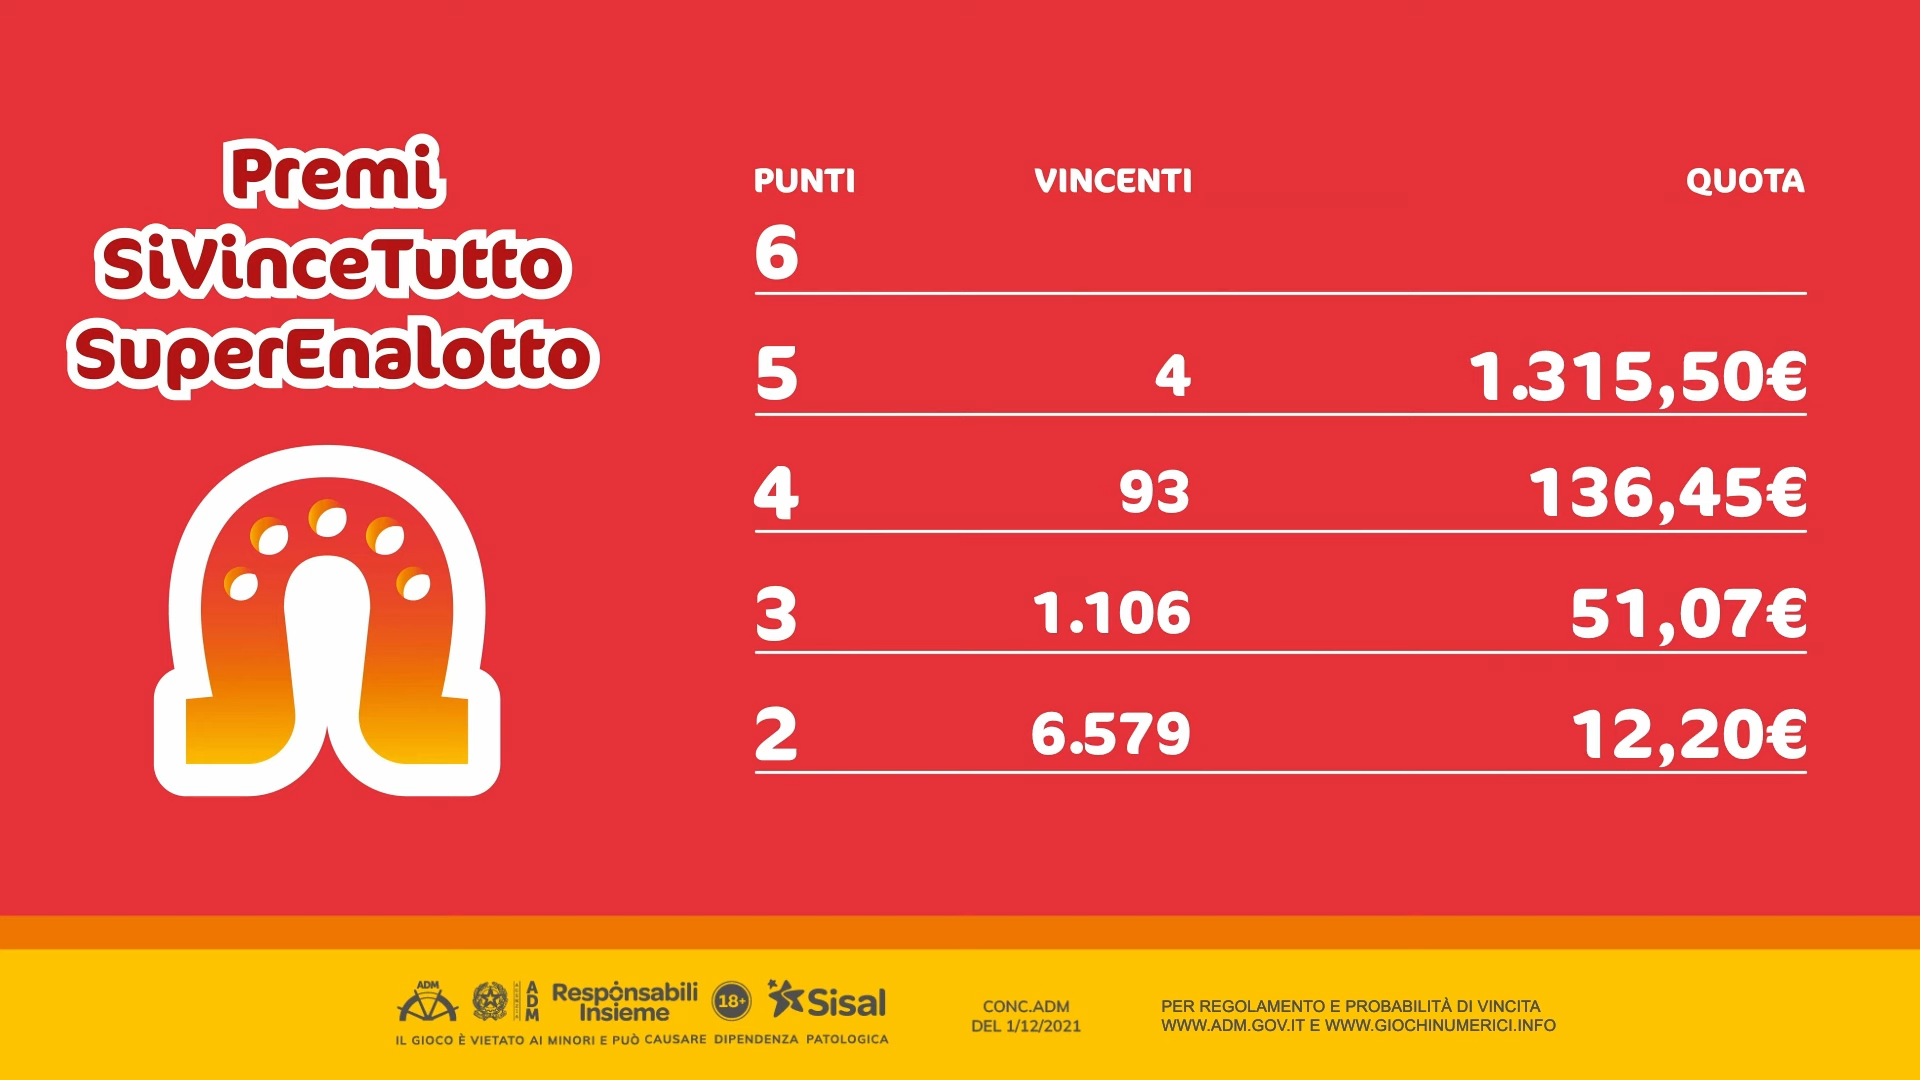 Premi
SiVinceTutto
SuperEnalotto
PUNTI VINCENTI QUOTA
6
5 4 1.315,50€
4 93 136,45€
3 1.106 51,07€
2 6.579 12,20€
ADM
ADM
Responsabili
Insieme
18+
Sisal
IL GIOCO È VIETATO AI MINORI E PUÒ CAUSARE DIPENDENZA PATOLOGICA
CONC.ADM
DEL 1/12/2021
PER REGOLAMENTO E PROBABILITÀ DI VINCITA
WWW.ADM.GOV.IT E WWW.GIOCHINUMERICI.INFO